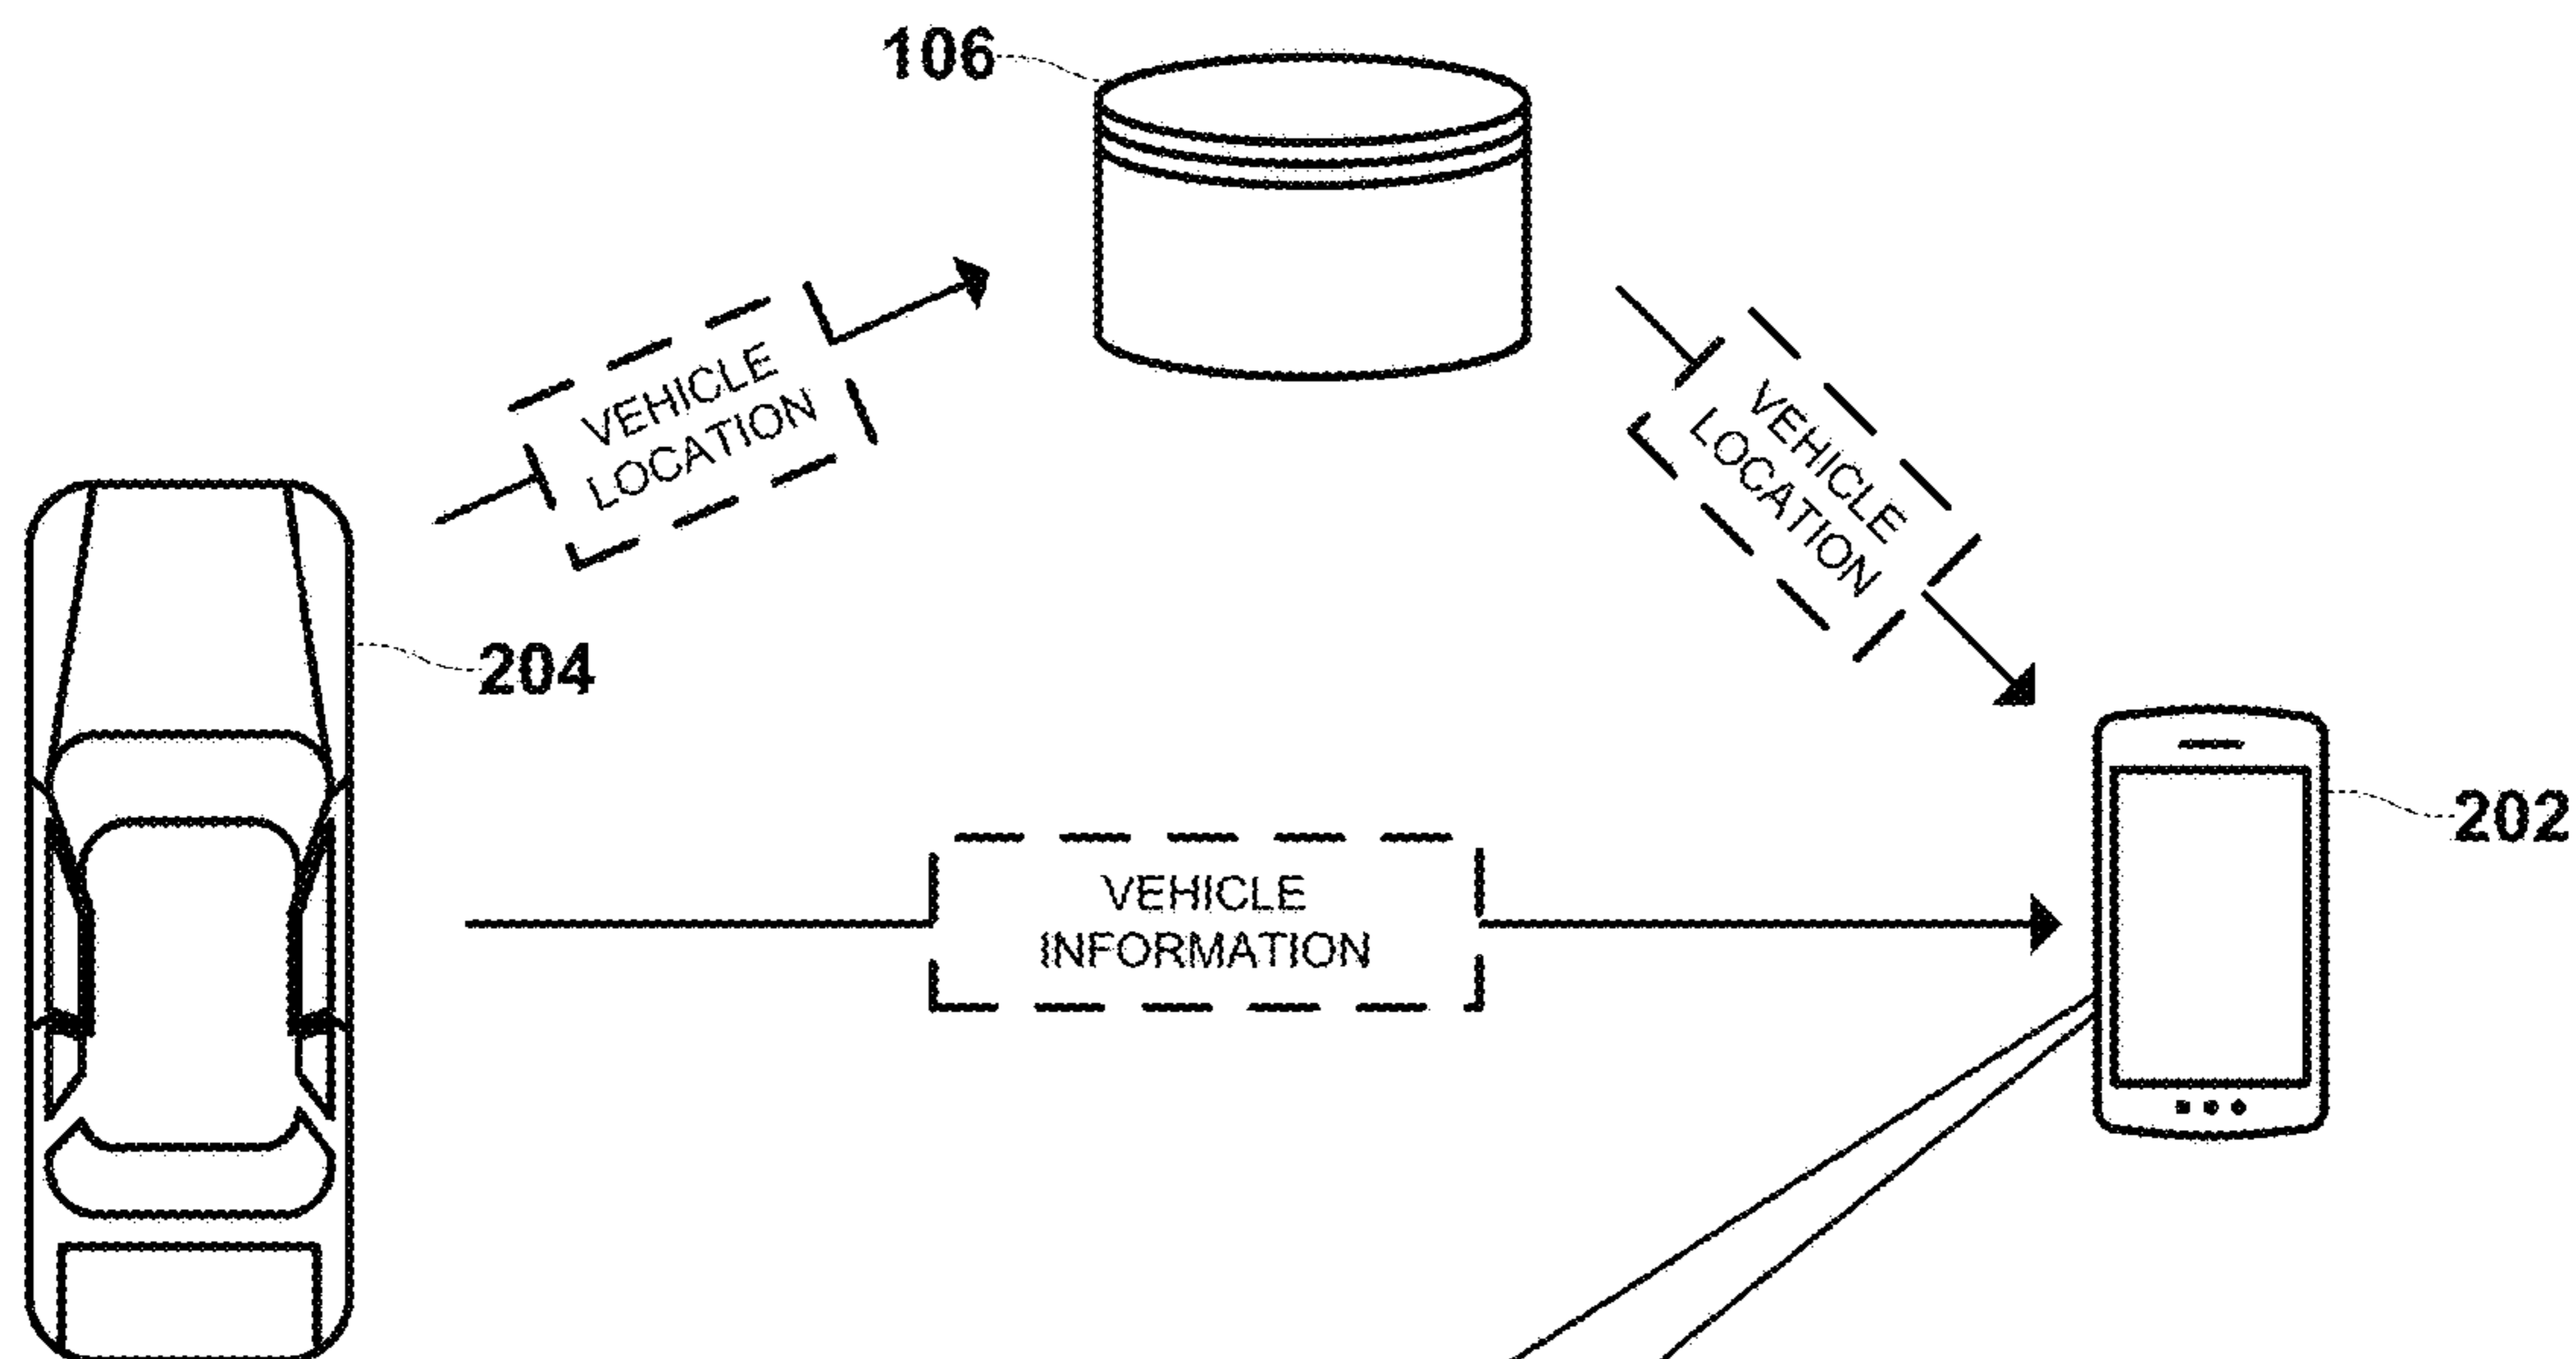 106
VEHICLE
LOCATION
VEHICLE
LOCATION
204
202
VEHICLE
INFORMATION